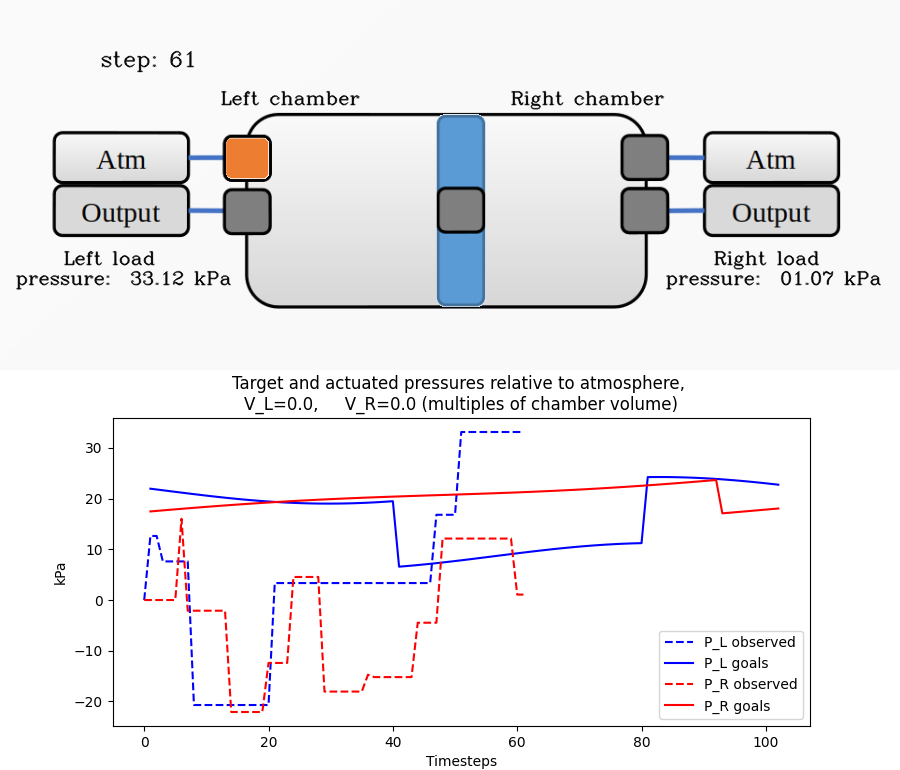 step: 61
Left chamber
Right chamber
Atm
Atm
Output
Output
Left load
pressure: 33.12 kPa
Right load
pressure: 01.07 kPa
Target and actuated pressures relative to atmosphere,
V_L=0.0, V_R=0.0 (multiples of chamber volume)
30
20
10
0
−10
−20
kPa
P_L observed
P_L goals
P_R observed
P_R goals
0 20 40 60 80 100
Timesteps